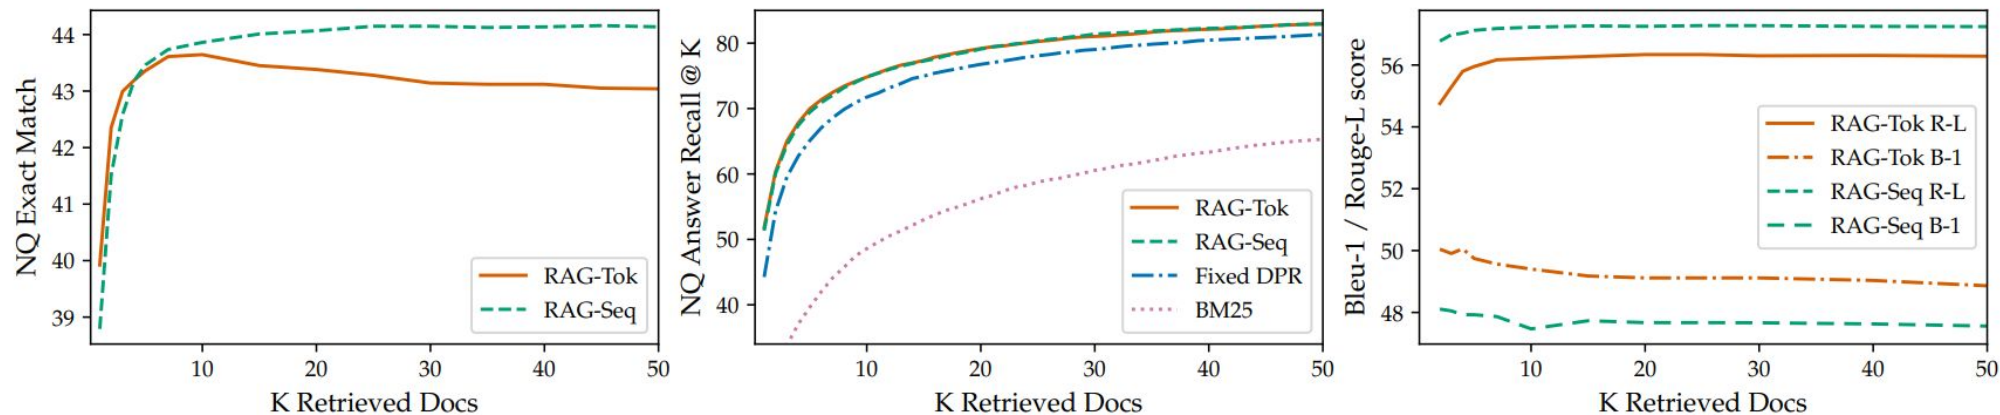 NQ Exact Match
44
43
42
41
40
39
10 20 30 40 50
K Retrieved Docs
RAG-Tok
RAG-Seq
NQ Answer Recall @ K
80
70
60
50
40
10 20 30 40 50
K Retrieved Docs
RAG-Tok
RAG-Seq
Fixed DPR
BM25
Bleu-1 / Rouge-L score
56
54
52
50
48
10 20 30 40 50
K Retrieved Docs
RAG-Tok R-L
RAG-Tok B-1
RAG-Seq R-L
RAG-Seq B-1